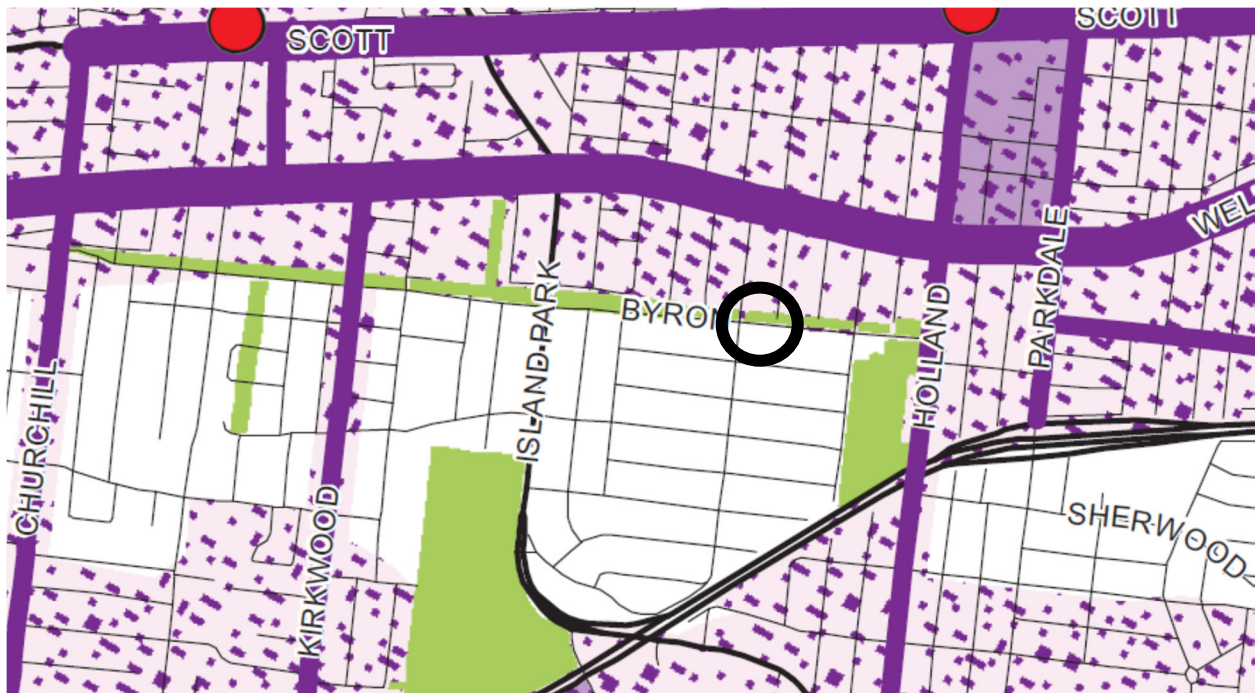 SCOTT
SCOTT
WEL
PARKDALE
ISLAND PARK
BYRON
HOLLAND
CHURCHILL
KIRKWOOD
SHERWOOD